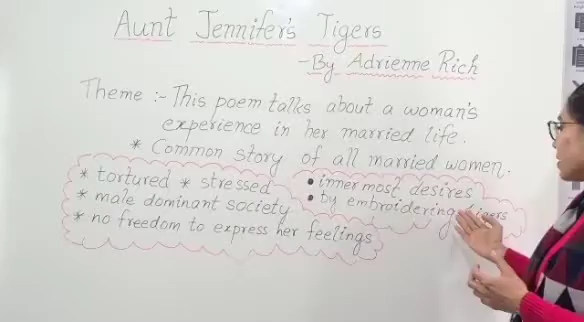 Aunt Jennifer's Tigers
- By Adrienne Rich
Theme :- This poem talks about a woman's
experience in her married life.
* Common story of all married women.
* tortured * stressed
* male dominant society
* no freedom to express her feelings
• inner most desires
• by embroidering tigers